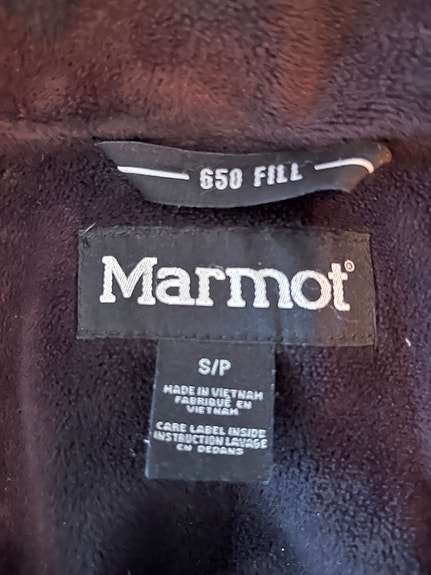 650 FILL
Marmot®
S/P
MADE IN VIETNAM
FABRIQUÉ EN
VIETNAM
CARE LABEL INSIDE
INSTRUCTION LAVAGE
EN DEDANS